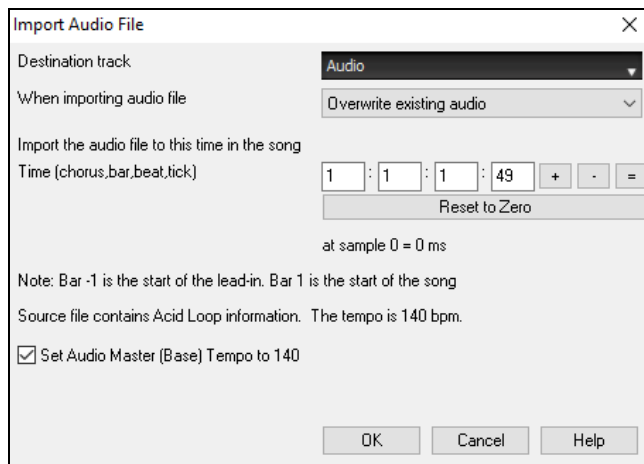 Import Audio File
Destination track Audio
When importing audio file Overwrite existing audio
Import the audio file to this time in the song
Time (chorus,bar,beat,tick) 1 : 1 : 1 : 49 + - =
Reset to Zero
at sample 0 = 0 ms
Note: Bar -1 is the start of the lead-in. Bar 1 is the start of the song
Source file contains Acid Loop information. The tempo is 140 bpm.
Set Audio Master (Base) Tempo to 140
OK Cancel Help